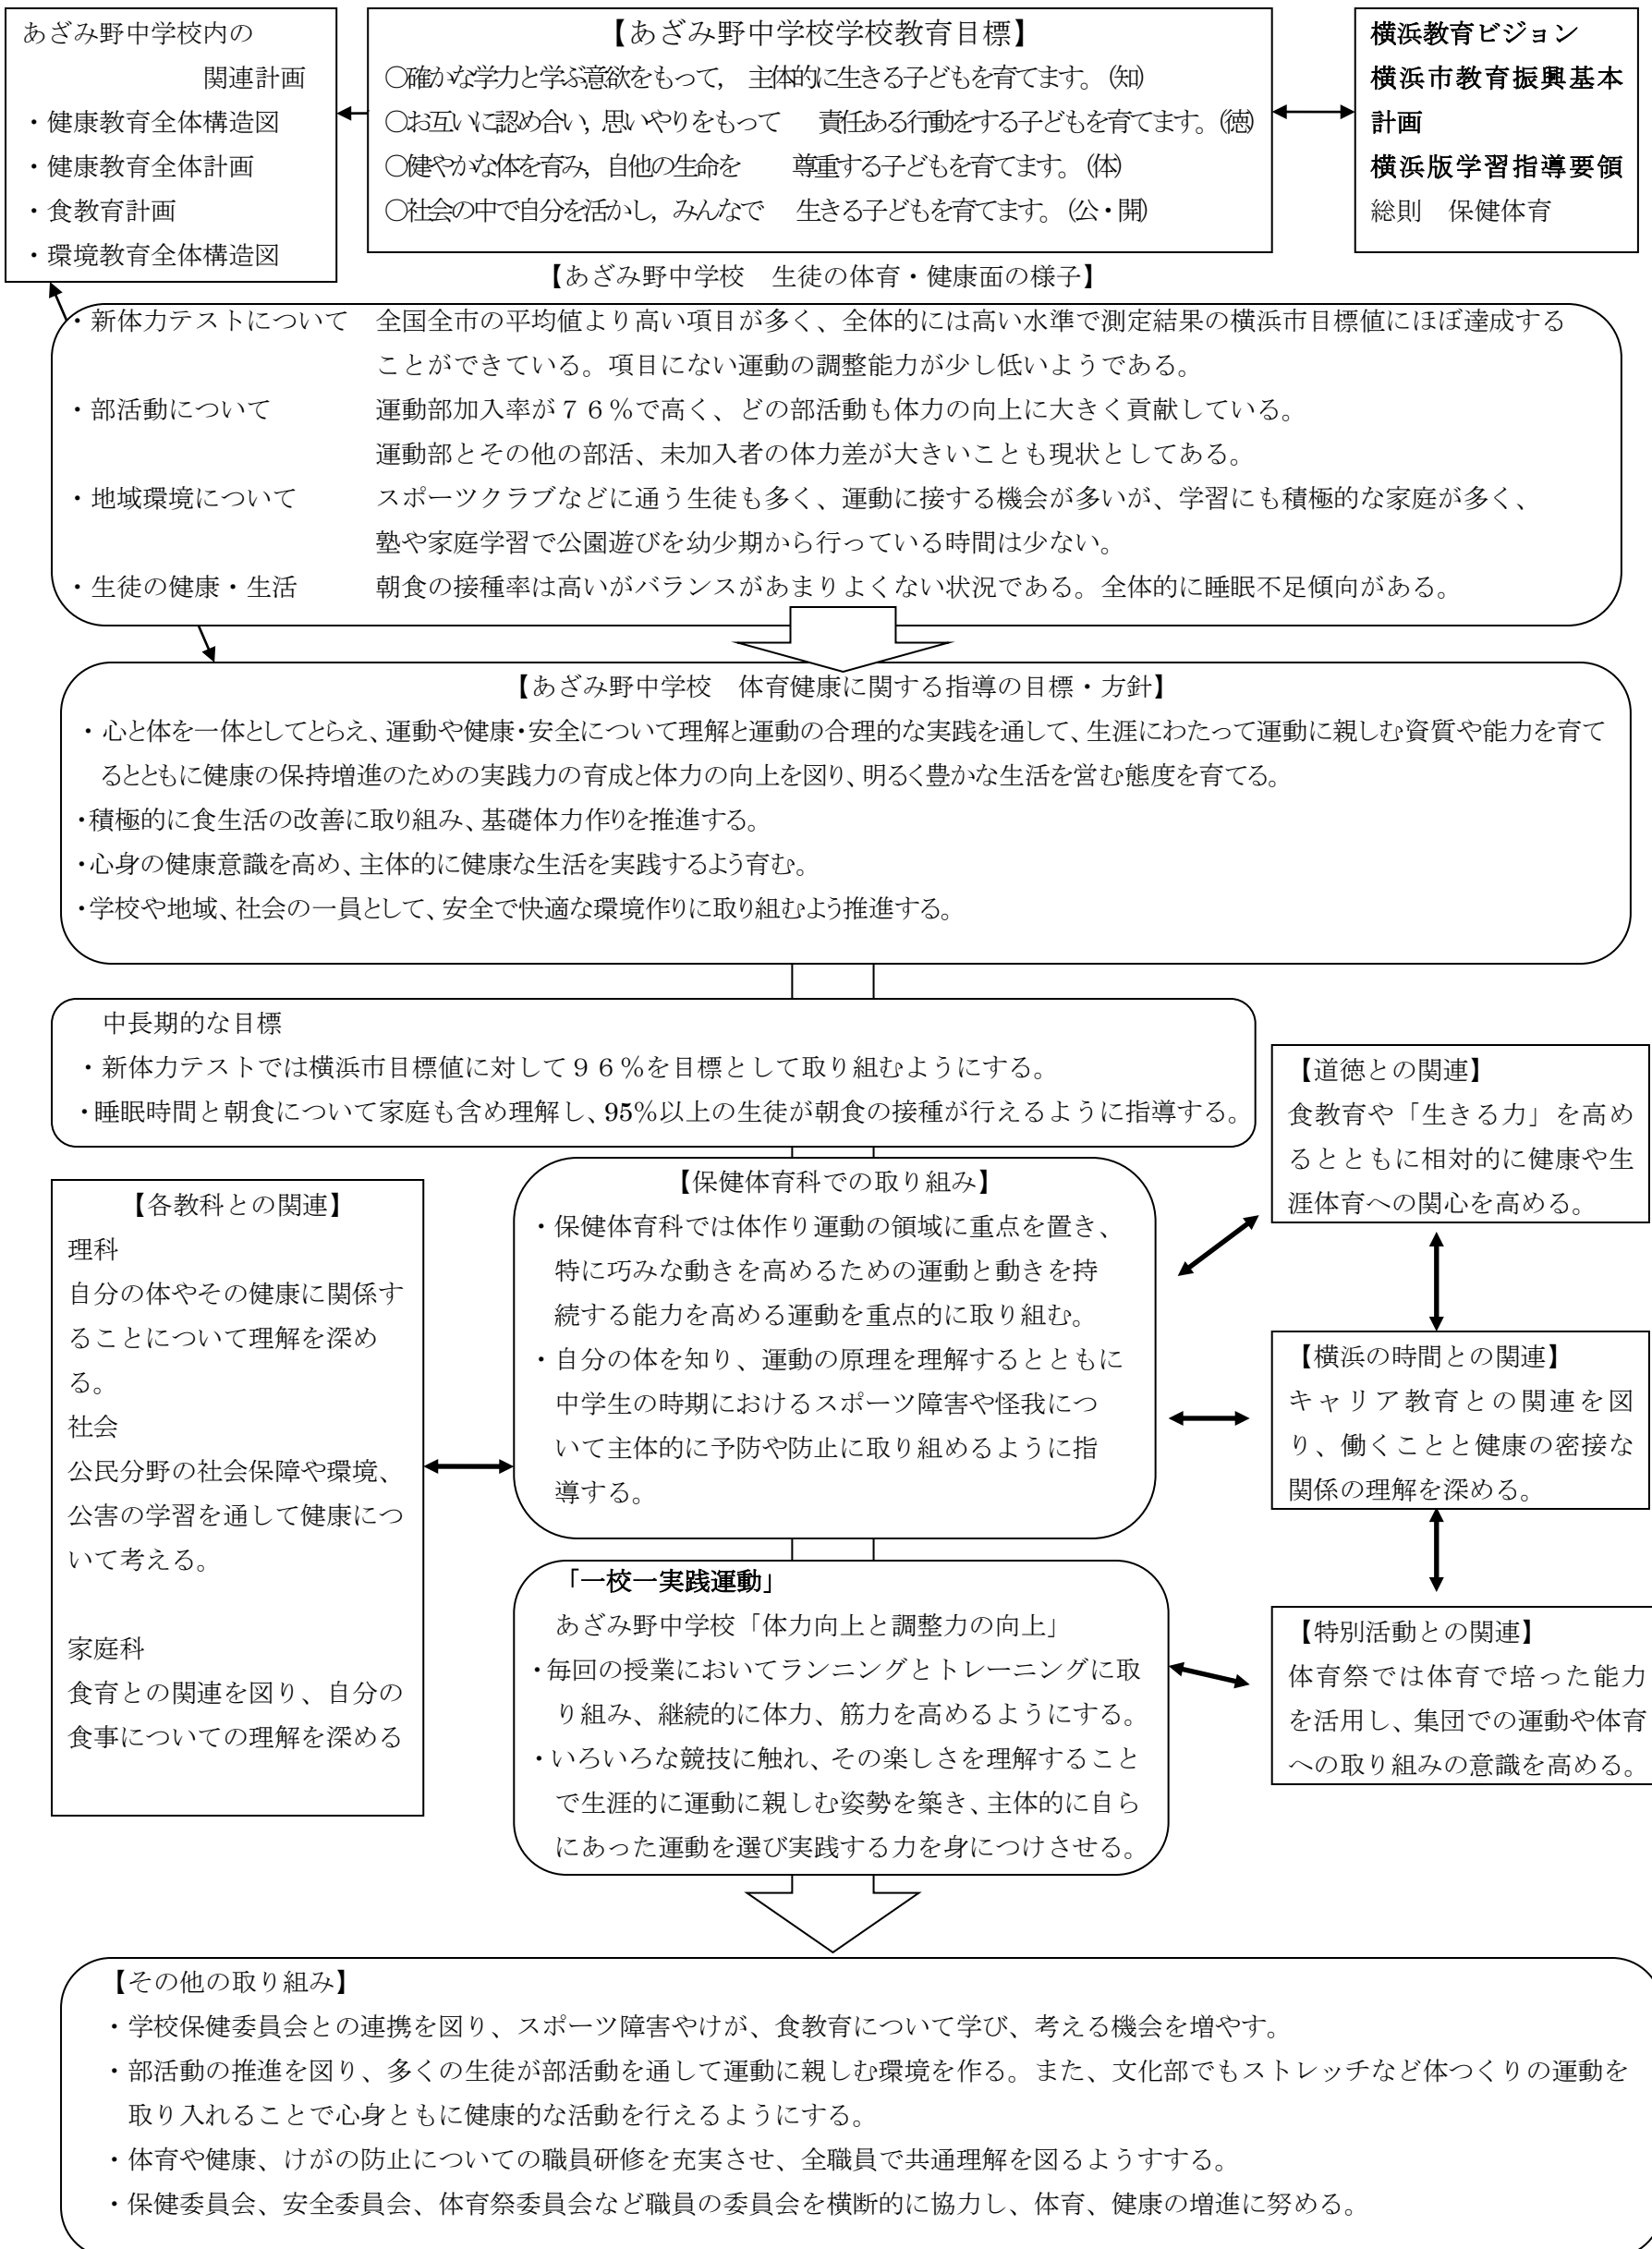 あざみ野中学校内の
関連計画
・健康教育全体構造図
・健康教育全体計画
・食教育計画
・環境教育全体構造図
【あざみ野中学校学校教育目標】
○確かな学力と学ぶ意欲をもって，　主体的に生きる子どもを育てます。（知）
○お互いに認め合い，思いやりをもって　　責任ある行動をする子どもを育てます。（徳）
○健やかな体を育み，自他の生命を　　尊重する子どもを育てます。（体）
○社会の中で自分を活かし，みんなで　生きる子どもを育てます。（公・開）
横浜教育ビジョン
横浜市教育振興基本
計画
横浜版学習指導要領
総則　保健体育
【あざみ野中学校　生徒の体育・健康面の様子】
・新体力テストについて　全国全市の平均値より高い項目が多く、全体的には高い水準で測定結果の横浜市目標値にほぼ達成する
ことができている。項目にない運動の調整能力が少し低いようである。
・部活動について　　　　運動部加入率が７６％で高く、どの部活動も体力の向上に大きく貢献している。
運動部とその他の部活、未加入者の体力差が大きいことも現状としてある。
・地域環境について　　　スポーツクラブなどに通う生徒も多く、運動に接する機会が多いが、学習にも積極的な家庭が多く、
塾や家庭学習で公園遊びを幼少期から行っている時間は少ない。
・生徒の健康・生活　　　朝食の接種率は高いがバランスがあまりよくない状況である。全体的に睡眠不足傾向がある。
【あざみ野中学校　体育健康に関する指導の目標・方針】
・心と体を一体としてとらえ、運動や健康・安全について理解と運動の合理的な実践を通して、生涯にわたって運動に親しむ資質や能力を育て
るとともに健康の保持増進のための実践力の育成と体力の向上を図り、明るく豊かな生活を営む態度を育てる。
・積極的に食生活の改善に取り組み、基礎体力作りを推進する。
・心身の健康意識を高め、主体的に健康な生活を実践するよう育む。
・学校や地域、社会の一員として、安全で快適な環境作りに取り組むよう推進する。
中長期的な目標
・新体力テストでは横浜市目標値に対して９６％を目標として取り組むようにする。
・睡眠時間と朝食について家庭も含め理解し、95％以上の生徒が朝食の接種が行えるように指導する。
【各教科との関連】
理科
自分の体やその健康に関係す
ることについて理解を深め
る。
社会
公民分野の社会保障や環境、
公害の学習を通して健康につ
いて考える。
家庭科
食育との関連を図り、自分の
食事についての理解を深める
【保健体育科での取り組み】
・保健体育科では体作り運動の領域に重点を置き、
特に巧みな動きを高めるための運動と動きを持
続する能力を高める運動を重点的に取り組む。
・自分の体を知り、運動の原理を理解するとともに
中学生の時期におけるスポーツ障害や怪我につ
いて主体的に予防や防止に取り組めるように指
導する。
「一校一実践運動」
あざみ野中学校「体力向上と調整力の向上」
・毎回の授業においてランニングとトレーニングに取
り組み、継続的に体力、筋力を高めるようにする。
・いろいろな競技に触れ、その楽しさを理解すること
で生涯的に運動に親しむ姿勢を築き、主体的に自ら
にあった運動を選び実践する力を身につけさせる。
【道徳との関連】
食教育や「生きる力」を高め
るとともに相対的に健康や生
涯体育への関心を高める。
【横浜の時間との関連】
キャリア教育との関連を図
り、働くことと健康の密接な
関係の理解を深める。
【特別活動との関連】
体育祭では体育で培った能力
を活用し、集団での運動や体育
への取り組みの意識を高める。
【その他の取り組み】
・学校保健委員会との連携を図り、スポーツ障害やけが、食教育について学び、考える機会を増やす。
・部活動の推進を図り、多くの生徒が部活動を通して運動に親しむ環境を作る。また、文化部でもストレッチなど体つくりの運動を
取り入れることで心身ともに健康的な活動を行えるようにする。
・体育や健康、けがの防止についての職員研修を充実させ、全職員で共通理解を図るようすする。
・保健委員会、安全委員会、体育祭委員会など職員の委員会を横断的に協力し、体育、健康の増進に努める。